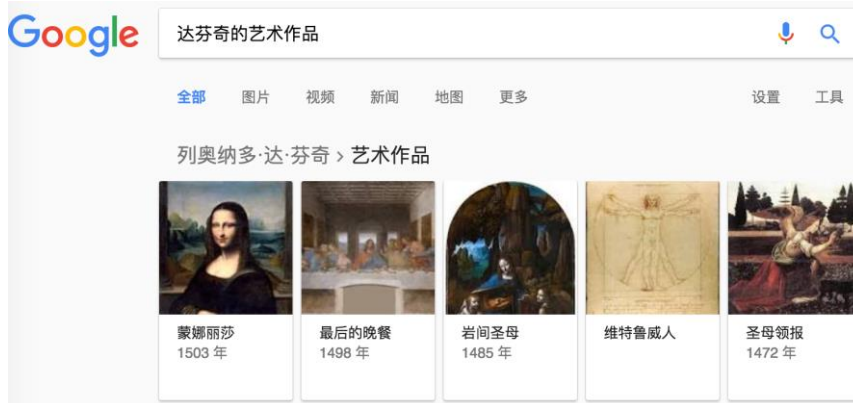 Google
达芬奇的艺术作品
全部 图片 视频 新闻 地图 更多 设置 工具
列奥纳多·达·芬奇 › 艺术作品
蒙娜丽莎 最后的晚餐 岩间圣母 维特鲁威人 圣母领报
1503 年 1498 年 1485 年 1472 年